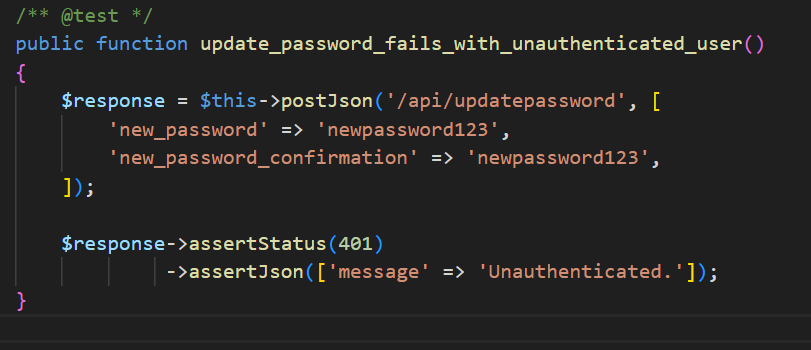 /** @test */
public function update_password_fails_with_unauthenticated_user()
{
    $response = $this->postJson('/api/updatepassword', [
        'new_password' => 'newpassword123',
        'new_password_confirmation' => 'newpassword123',
    ]);
    $response->assertStatus(401)
             ->assertJson(['message' => 'Unauthenticated.']);
}